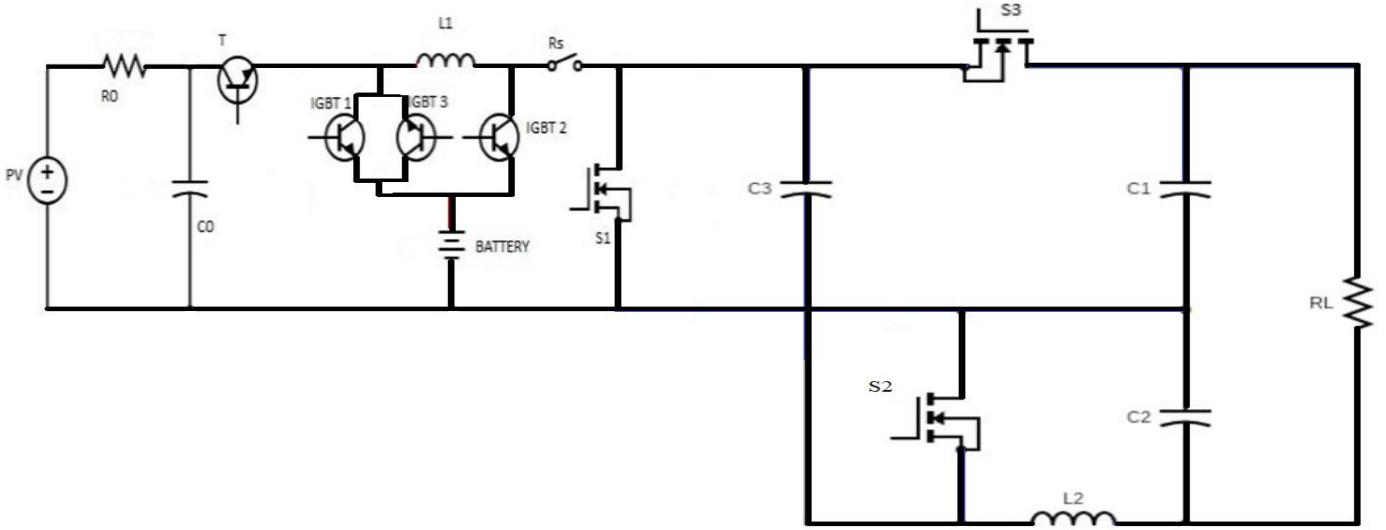 S3
L1
T
Rs
R0
IGBT 1
IGBT 3
IGBT 2
PV
+
−
C3
C1
C0
S1
BATTERY
RL
S2
C2
L2